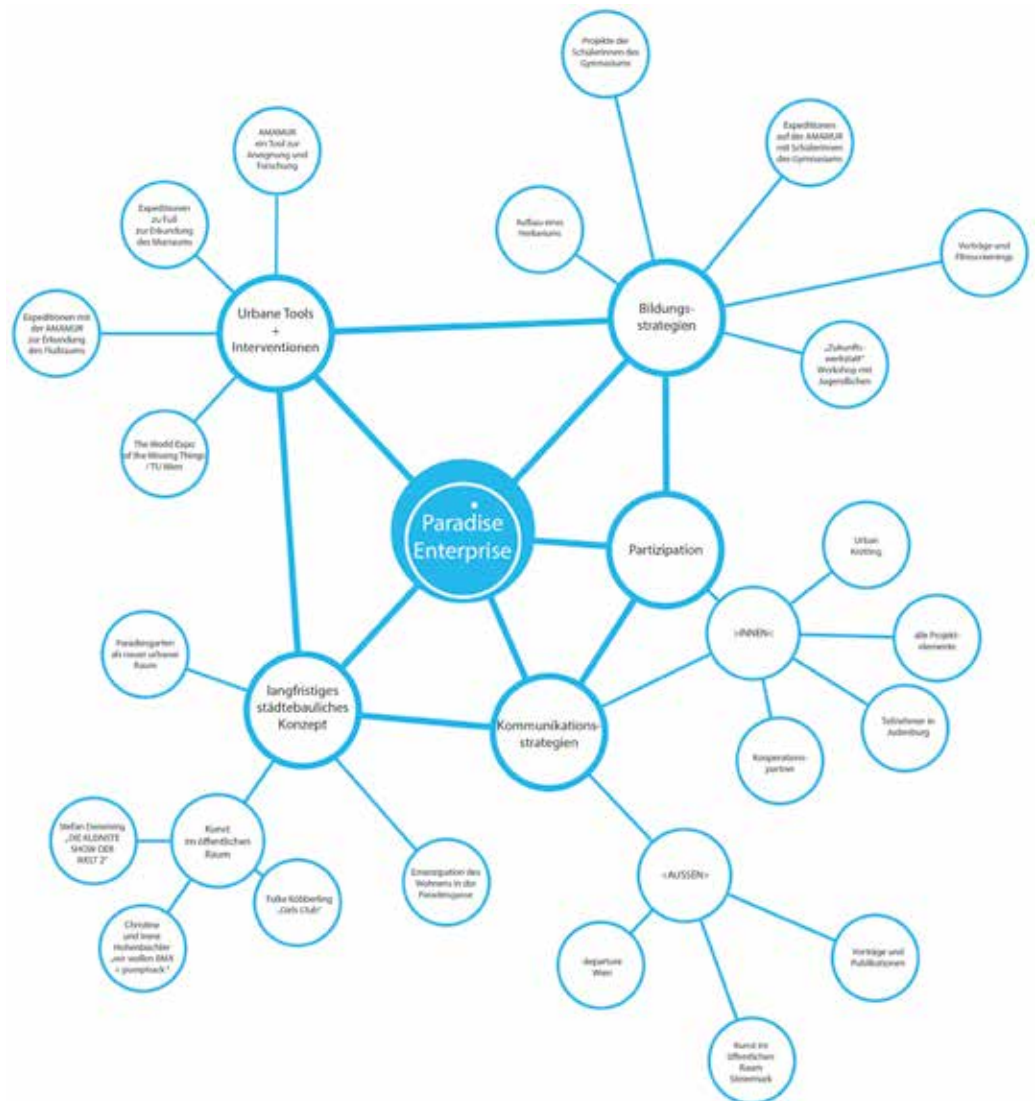 Projekte der
SchülerInnen des
Gymnasiums
AMAMUR
ein Tool zur
Aneignung und
Forschung
Expeditionen
auf der AMAMUR
mit SchülerInnen
des Gymnasiums
Expeditionen
zu Fuß
zur Erkundung
des Murraums
Aufbau eines
Herbariums
Vorträge und
Filmscreenings
Expeditionen mit
der AMAMUR
zur Erkundung
des Flußraums
Urbane Tools
+
Interventionen
Bildungs-
strategien
„Zukunfts-
werkstatt"
Workshop mit
Jugendlichen
The World Expo
of the Missing Things
/ TU Wien
Paradise
Enterprise
Partizipation
Urban
Knitting
>INNEN<
alle Projekt-
elemente
Teilnehmer in
Judenburg
Kooperations-
partner
Paradiesgarten
als neuer urbaner
Raum
langfristiges
städtebauliches
Konzept
Kommunikations-
strategien
Stefan Demming
„DIE KLEINSTE
SHOW DER
WELT 2"
Kunst
im öffentlichen
Raum
Folke Köbberling
„Girls Club"
Christine
und Irene
Hohenbüchler
„wir wollen BMX
+ pumptrack"
Emanzipation des
Wohnens in der
Paradiesgasse
<AUSSEN>
departure
Wien
Vorträge und
Publikationen
Kunst im
öffentlichen
Raum
Steiermark